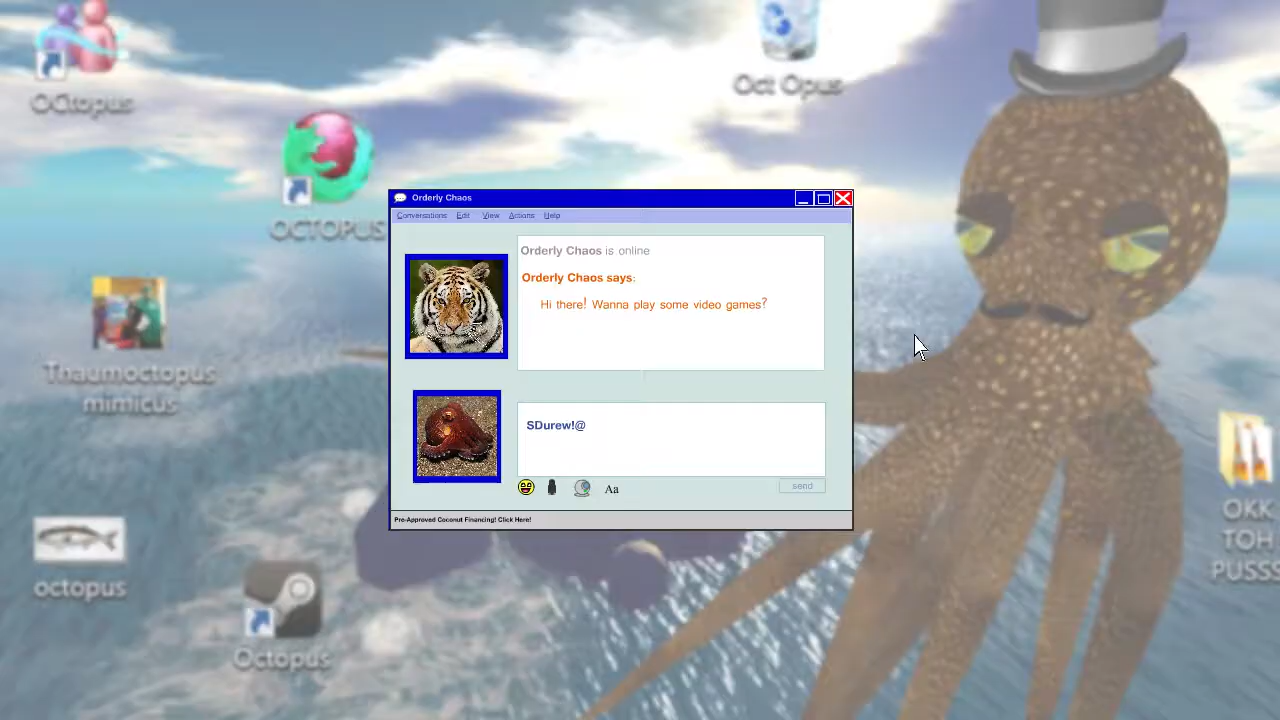 OCtopus
Oct Opus
OCTOPUS
Orderly Chaos
Conversations Edit View Actions Help
Orderly Chaos is online
Orderly Chaos says:
Hi there! Wanna play some video games?
Thaumoctopus
mimicus
SDurew!@
Aa
send
Pre-Approved Coconut Financing! Click Here!
octopus
Octopus
OKK
TOH
PUSSS